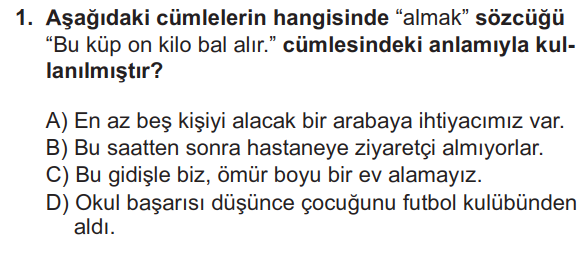 1. Aşağıdaki cümlelerin hangisinde “almak” sözcüğü
“Bu küp on kilo bal alır.” cümlesindeki anlamıyla kul-
lanılmıştır?
A) En az beş kişiyi alacak bir arabaya ihtiyacımız var.
B) Bu saatten sonra hastaneye ziyaretçi almıyorlar.
C) Bu gidişle biz, ömür boyu bir ev alamayız.
D) Okul başarısı düşünce çocuğunu futbol kulübünden
aldı.